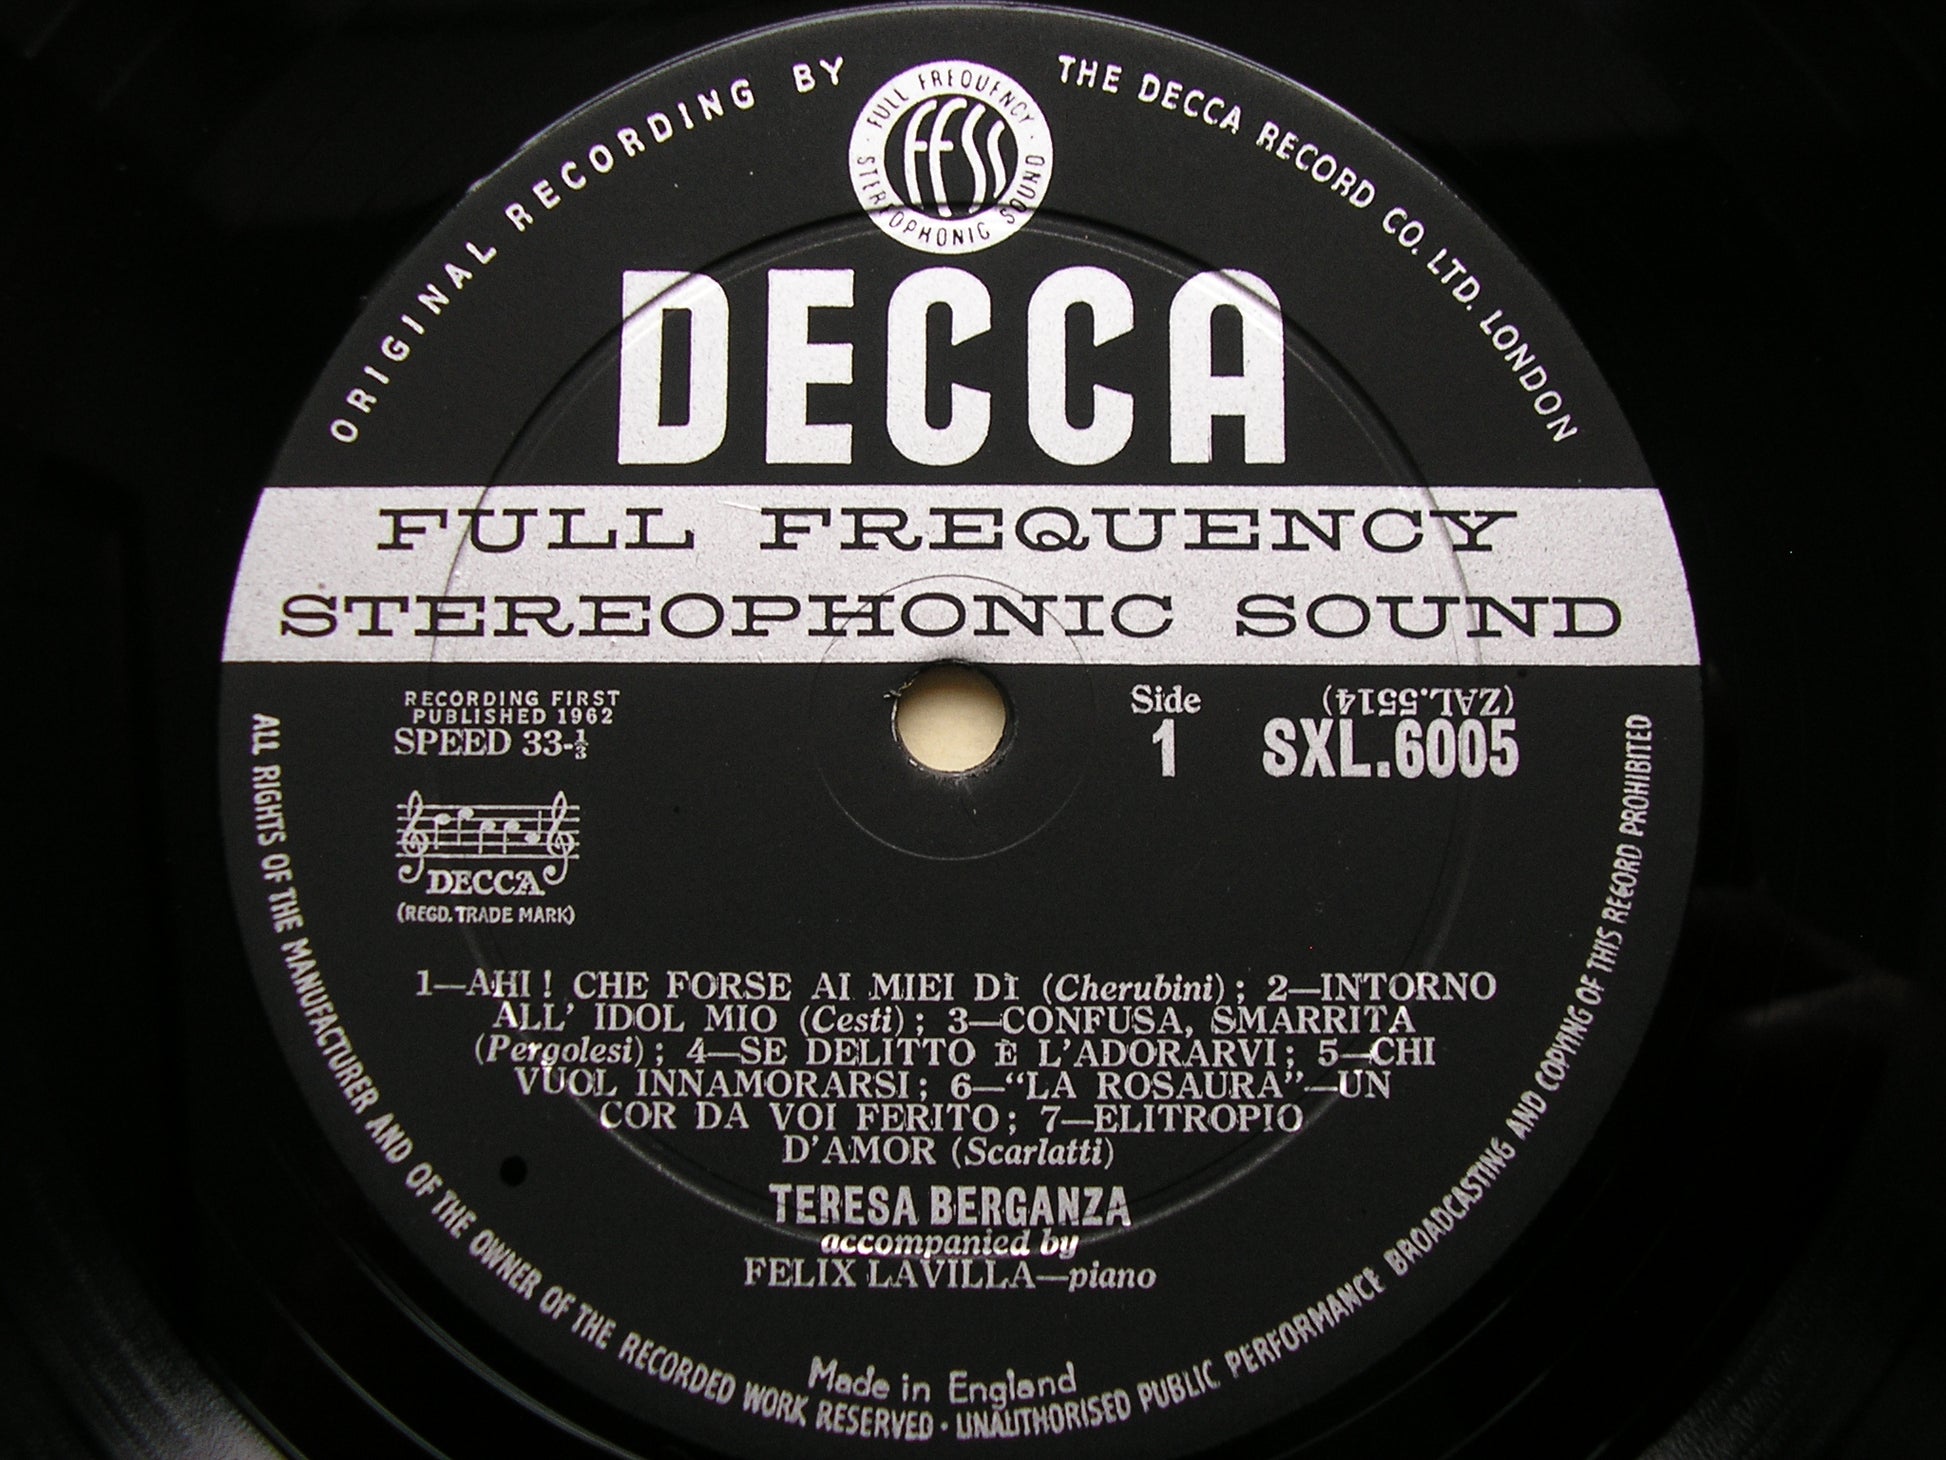 ORIGINAL RECORDING BY
THE DECCA RECORD CO. LTD. LONDON
· FULL FREQUENCY ·
STEREOPHONIC SOUND
FFSS
DECCA
FULL FREQUENCY
STEREOPHONIC SOUND
RECORDING FIRST
PUBLISHED 1962
SPEED 33-⅓
Side
1
(ZAL.5514)
SXL.6005
DECCA
(REGD. TRADE MARK)
1—AHI! CHE FORSE AI MIEI DÌ (Cherubini); 2—INTORNO
ALL' IDOL MIO (Cesti); 3—CONFUSA, SMARRITA
(Pergolesi); 4—SE DELITTO È L'ADORARVI; 5—CHI
VUOL INNAMORARSI; 6—“LA ROSAURA”—UN
COR DA VOI FERITO; 7—ELITROPIO
D'AMOR (Scarlatti)
TERESA BERGANZA
accompanied by
FELIX LAVILLA—piano
Made in England
ALL RIGHTS OF THE MANUFACTURER AND OF THE OWNER OF THE RECORDED WORK RESERVED · UNAUTHORISED PUBLIC PERFORMANCE BROADCASTING AND COPYING OF THIS RECORD PROHIBITED